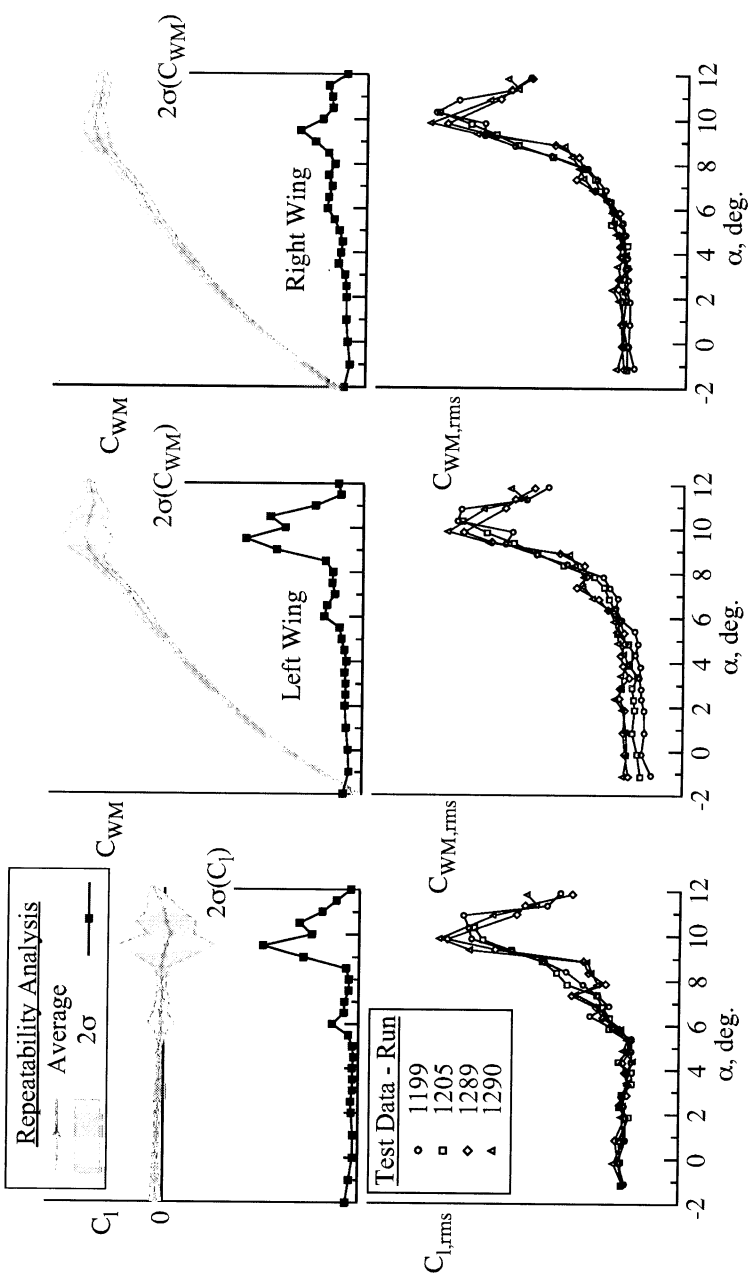 Repeatability Analysis
Average
2σ
C_l
0
2σ(C_l)
Test Data - Run
1199
1205
1289
1290
C_l,rms
-2 0 2 4 6 8 10 12
α, deg.
C_WM
2σ(C_WM)
Left Wing
C_WM,rms
-2 0 2 4 6 8 10 12
α, deg.
C_WM
2σ(C_WM)
Right Wing
C_WM,rms
-2 0 2 4 6 8 10 12
α, deg.